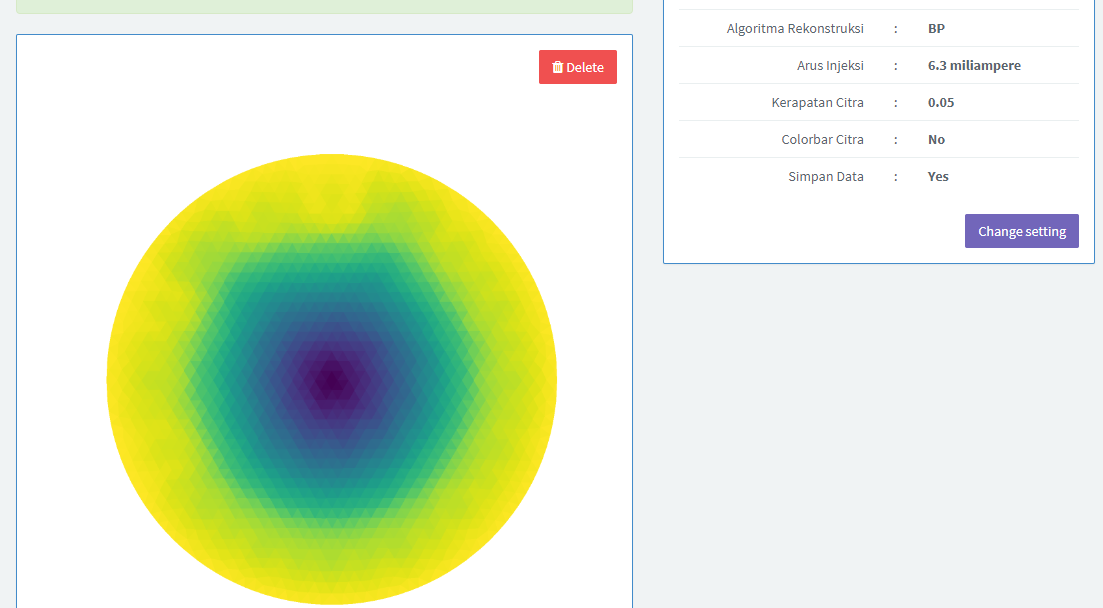 Delete
Algoritma Rekonstruksi : BP
Arus Injeksi : 6.3 miliampere
Kerapatan Citra : 0.05
Colorbar Citra : No
Simpan Data : Yes
Change setting